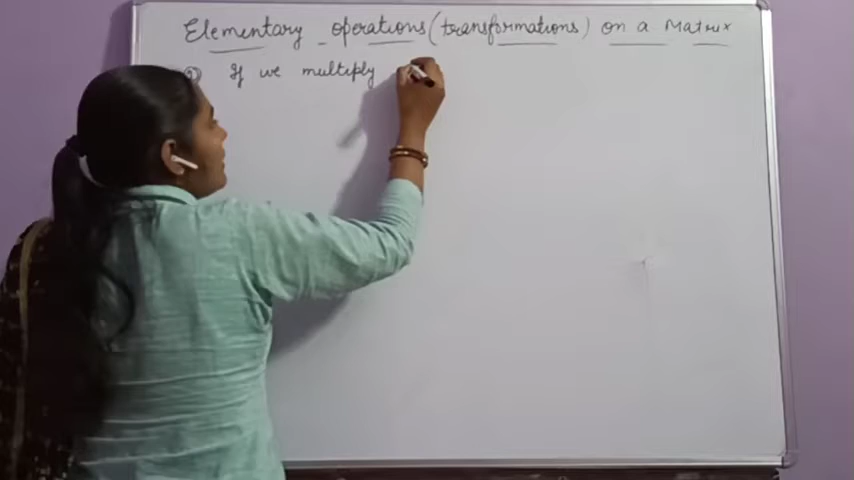 Elementary operations (transformations) on a Matrix
If we multiply